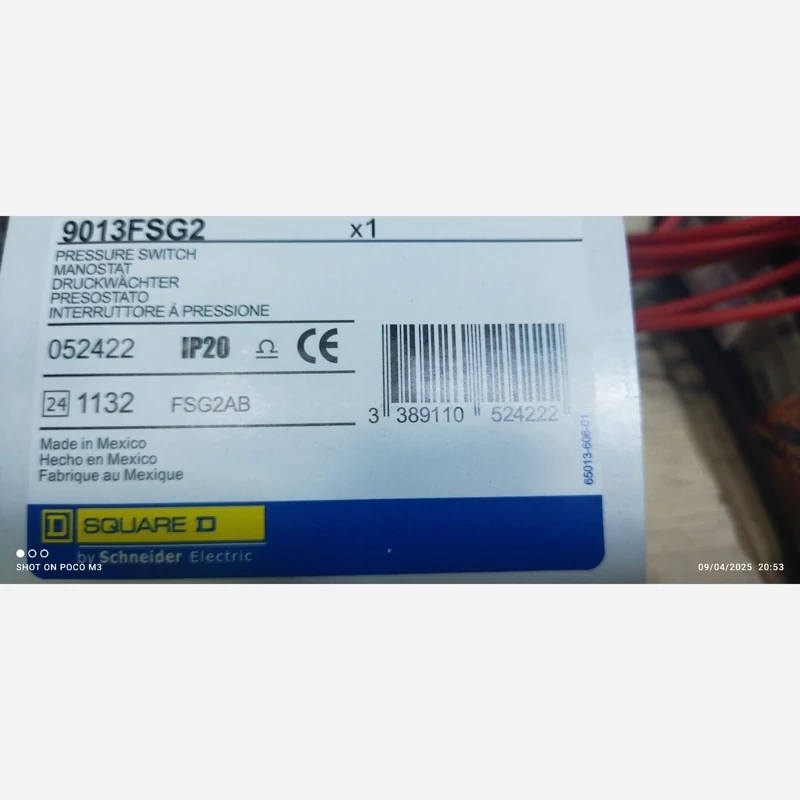 9013FSG2 x1
PRESSURE SWITCH
MANOSTAT
DRUCKWÄCHTER
PRESOSTATO
INTERRUTTORE À PRESSIONE
052422 IP20 CE
24 1132 FSG2AB
3 389110 524222
65013-606-01
Made in Mexico
Hecho en Mexico
Fabrique au Mexique
D SQUARE D
by Schneider Electric
SHOT ON POCO M3
09/04/2025 20:53